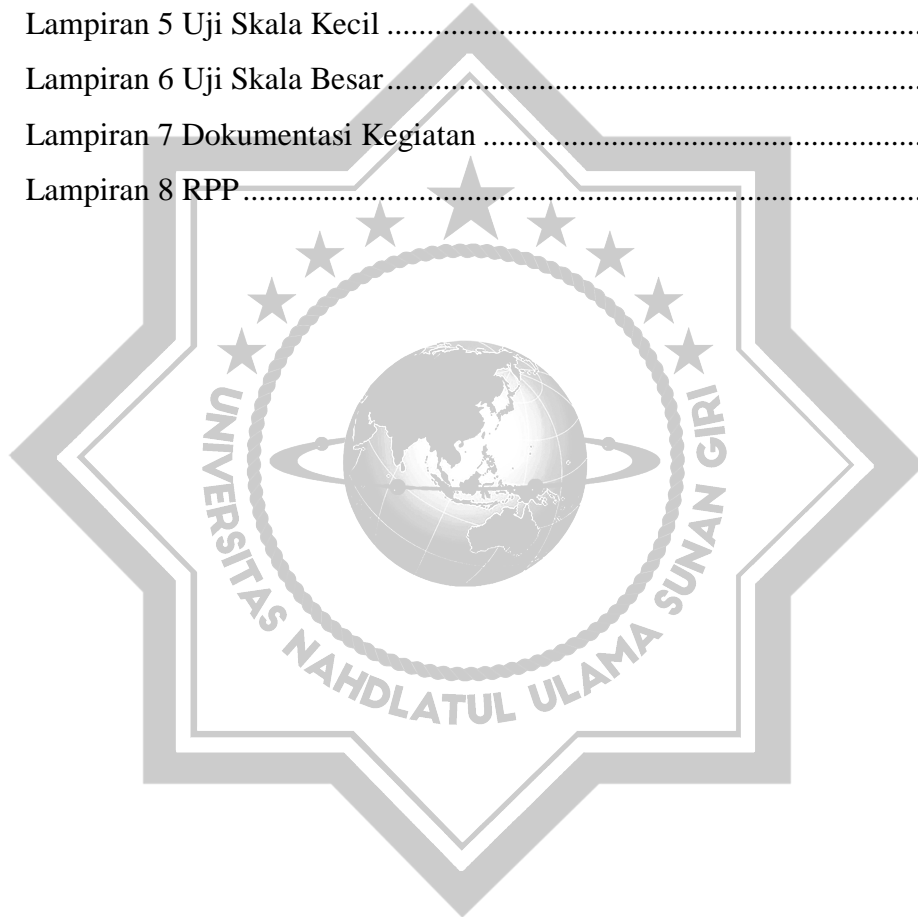 Lampiran 5 Uji Skala Kecil ................................................................
Lampiran 6 Uji Skala Besar ................................................................
Lampiran 7 Dokumentasi Kegiatan ....................................................
Lampiran 8 RPP ..................................................................................
UNIVERSITAS NAHDLATUL ULAMA SUNAN GIRI